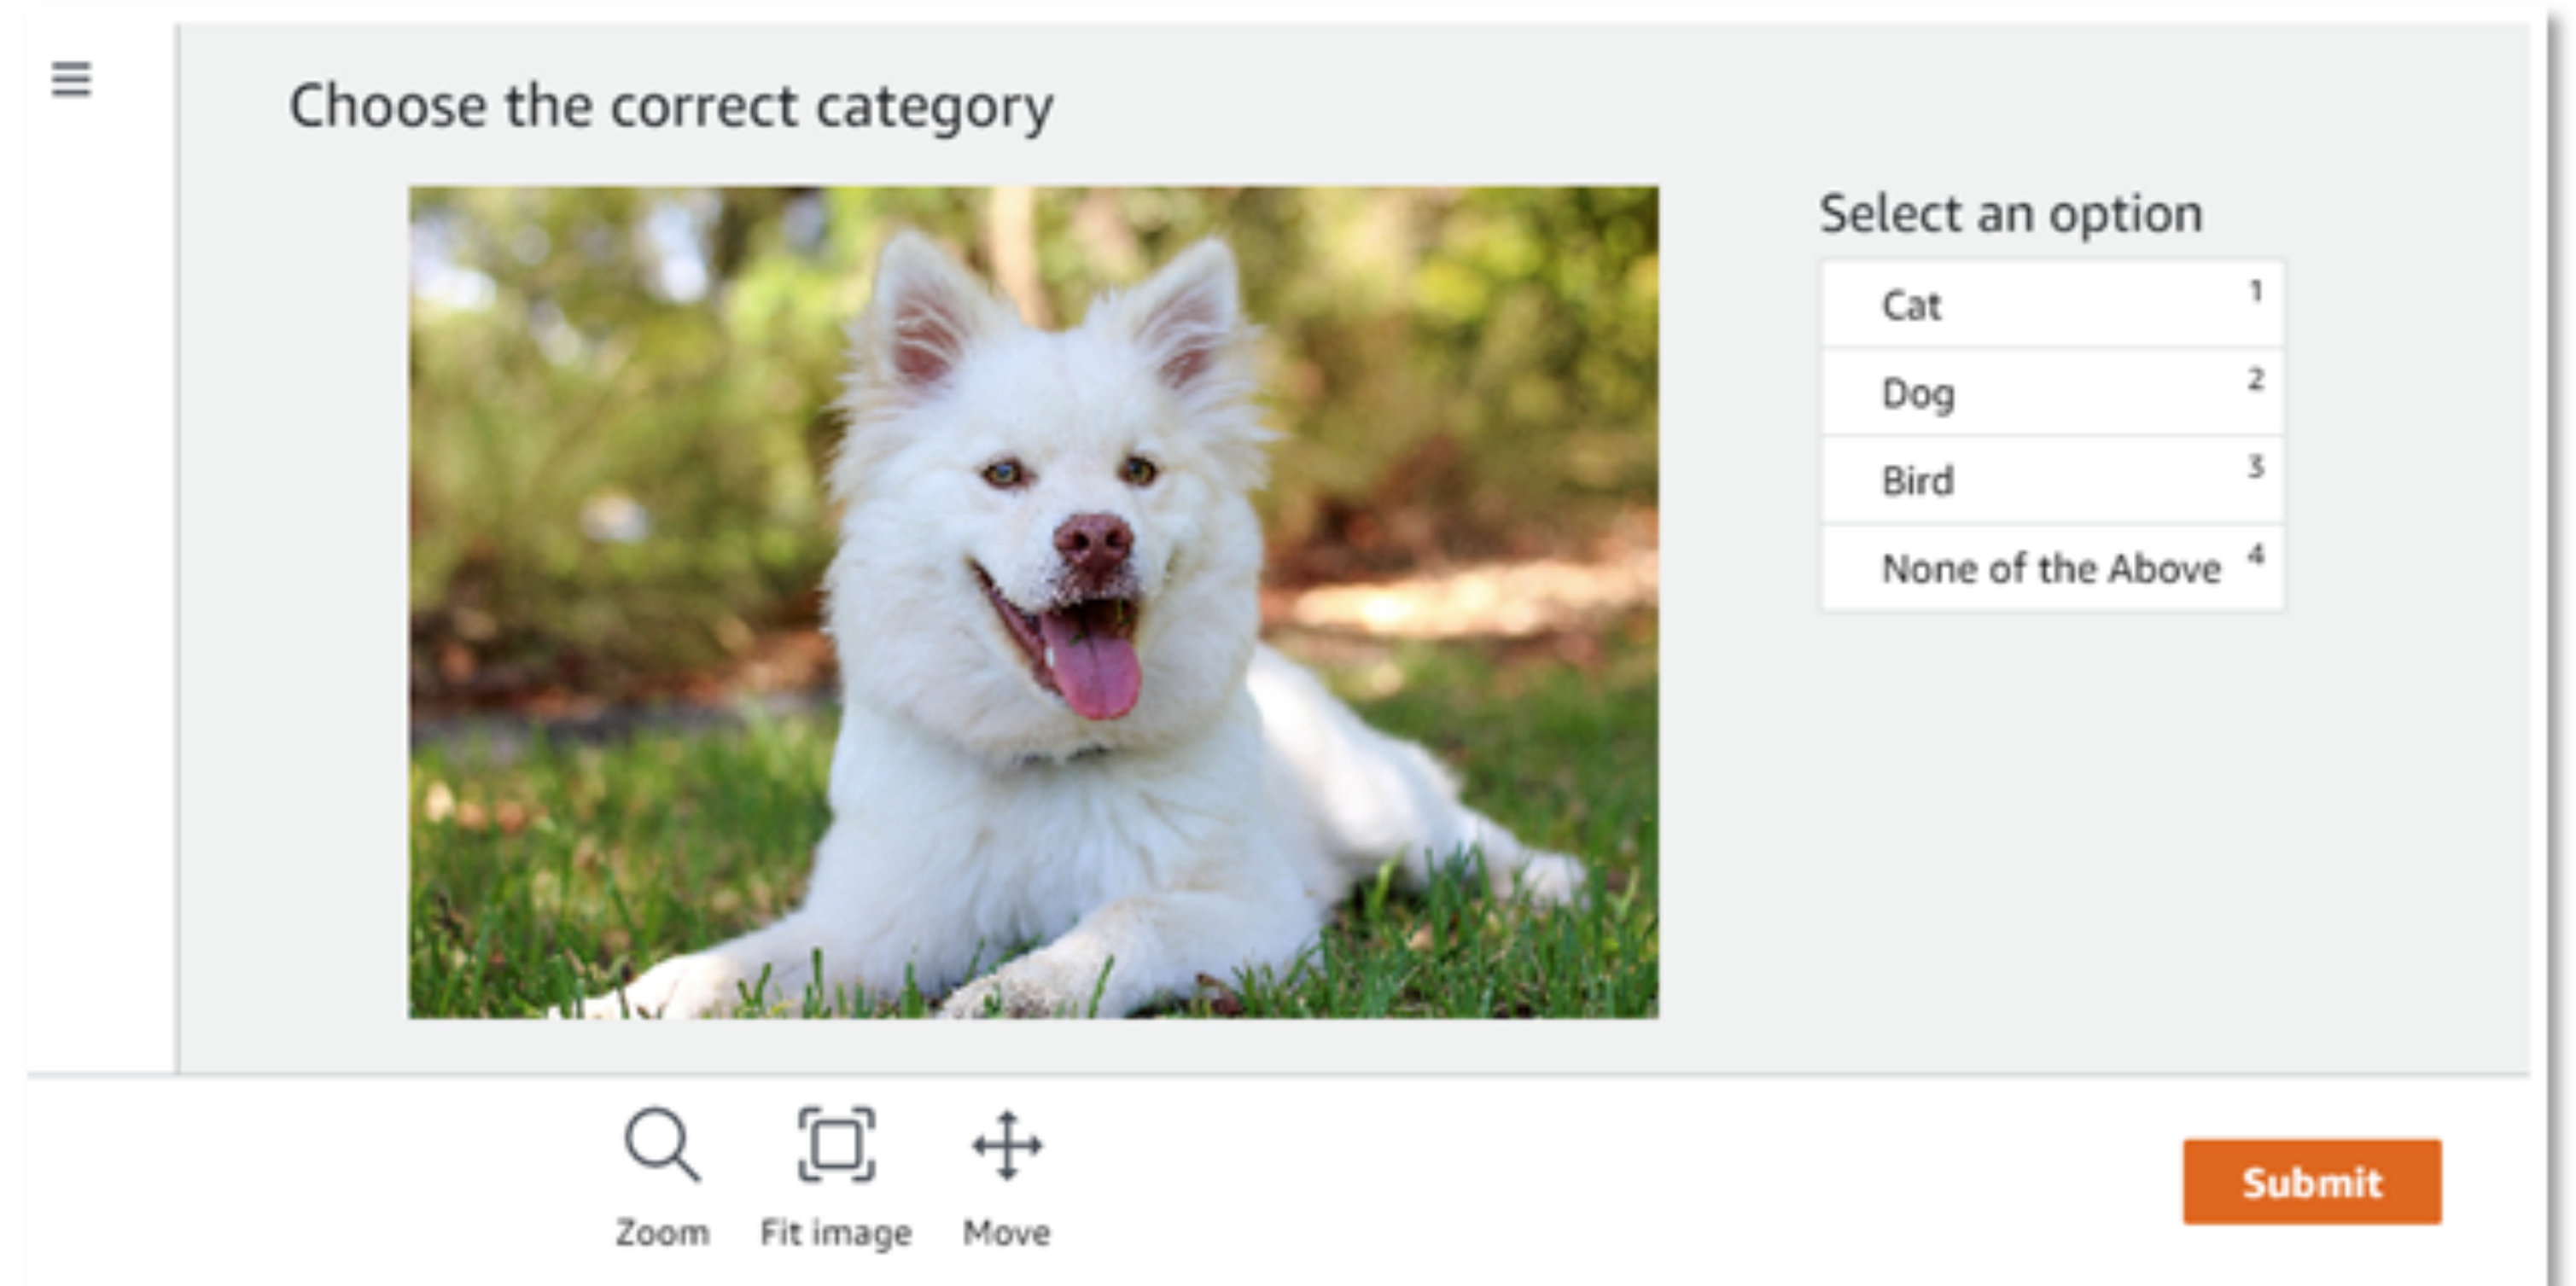 Choose the correct category
Select an option
Cat 1
Dog 2
Bird 3
None of the Above 4
Zoom
Fit image
Move
Submit